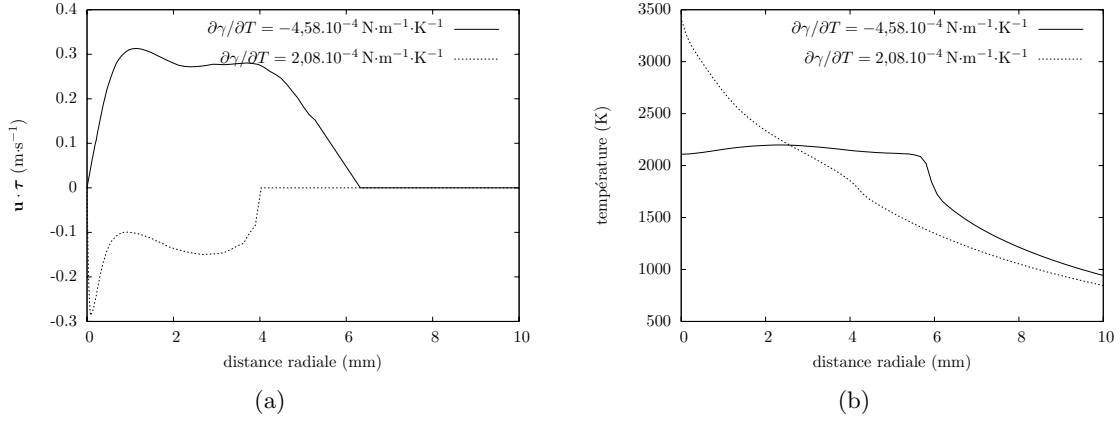 ∂γ/∂T = −4,58.10⁻⁴ N·m⁻¹·K⁻¹
∂γ/∂T = 2,08.10⁻⁴ N·m⁻¹·K⁻¹
0.4
0.3
0.2
0.1
0
-0.1
-0.2
-0.3
u · τ (m·s⁻¹)
0 2 4 6 8 10
distance radiale (mm)
(a)
∂γ/∂T = −4,58.10⁻⁴ N·m⁻¹·K⁻¹
∂γ/∂T = 2,08.10⁻⁴ N·m⁻¹·K⁻¹
3500
3000
2500
2000
1500
1000
500
température (K)
0 2 4 6 8 10
distance radiale (mm)
(b)